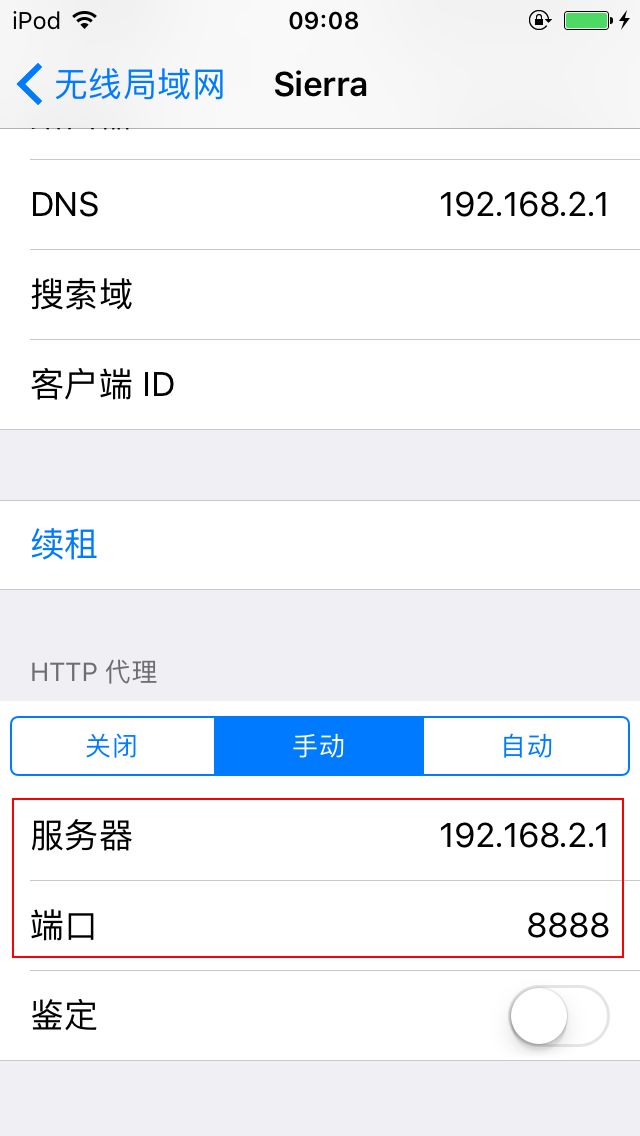 iPod 09:08
无线局域网 Sierra
DNS 192.168.2.1
搜索域
客户端 ID
续租
HTTP 代理
关闭 手动 自动
服务器 192.168.2.1
端口 8888
鉴定